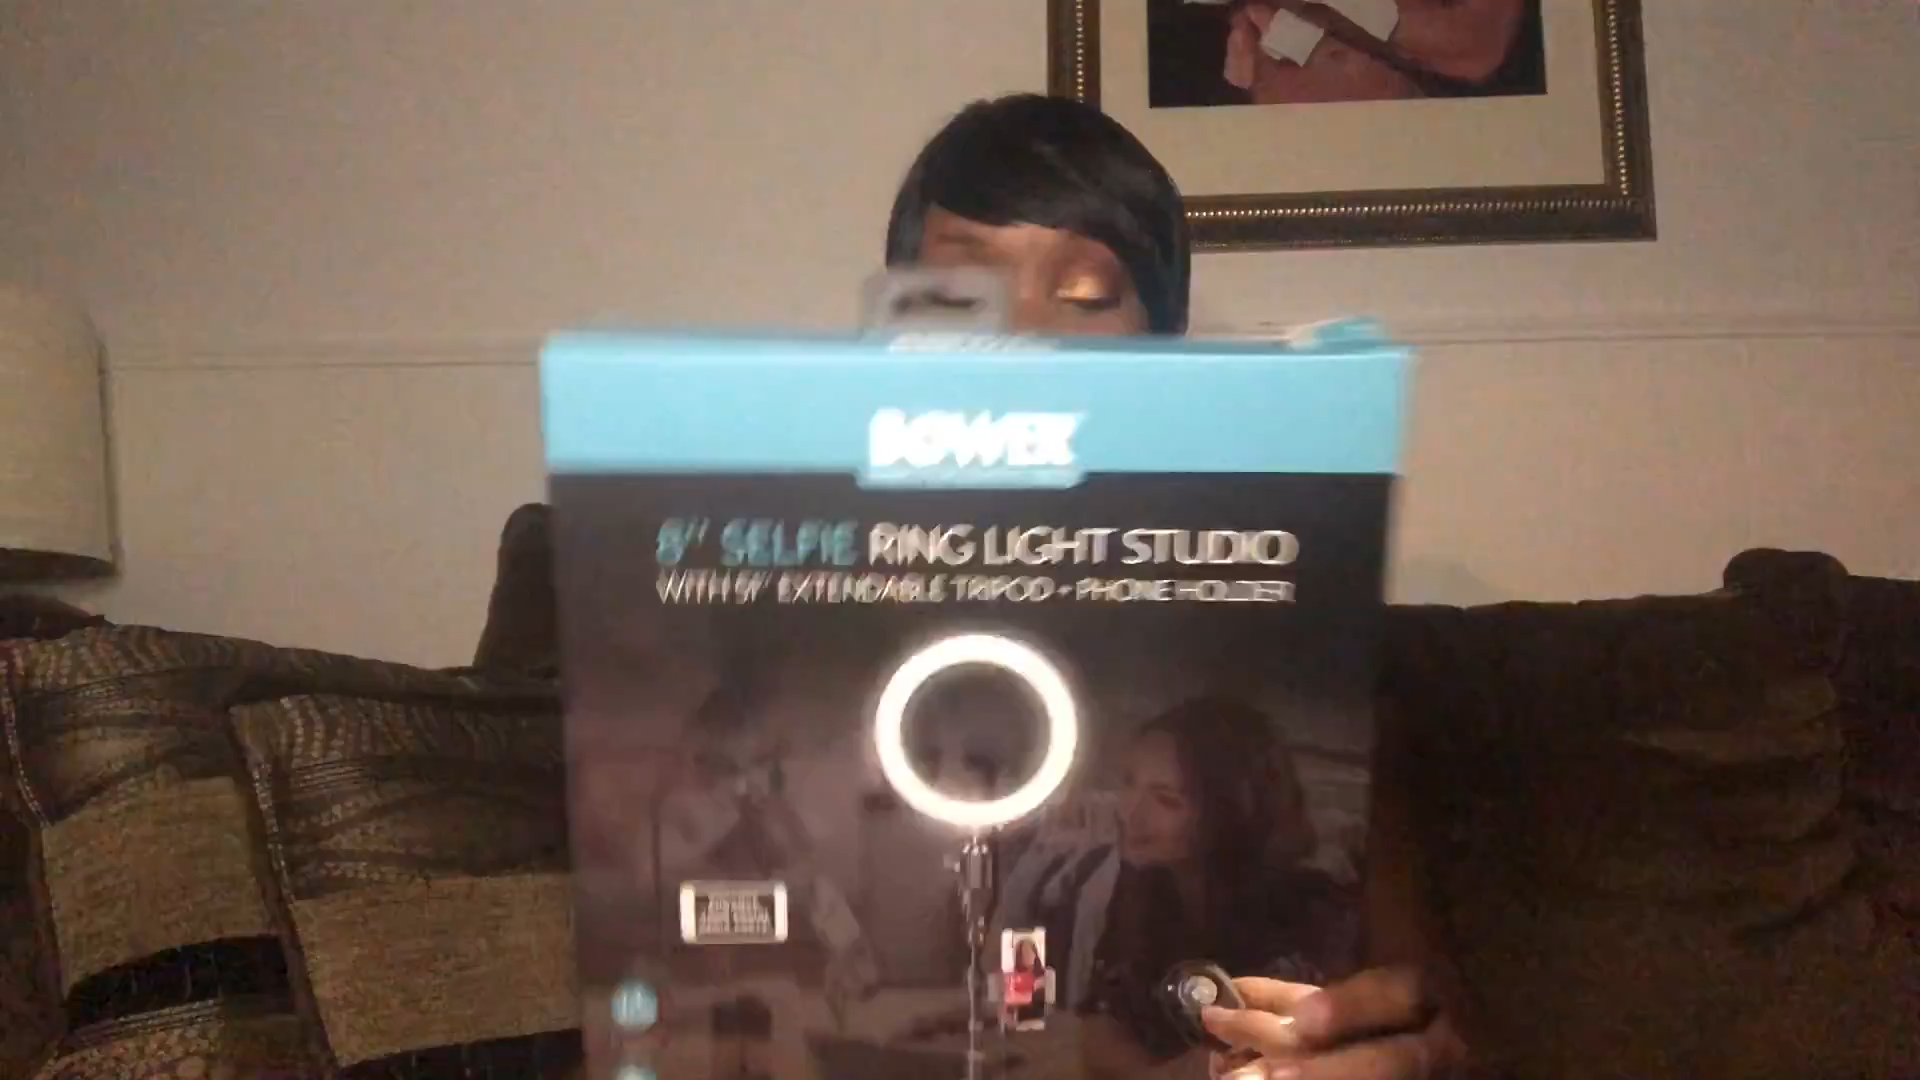 BOWER
8" SELFIE RING LIGHT STUDIO
WITH 51" EXTENDABLE TRIPOD + PHONE HOLDER